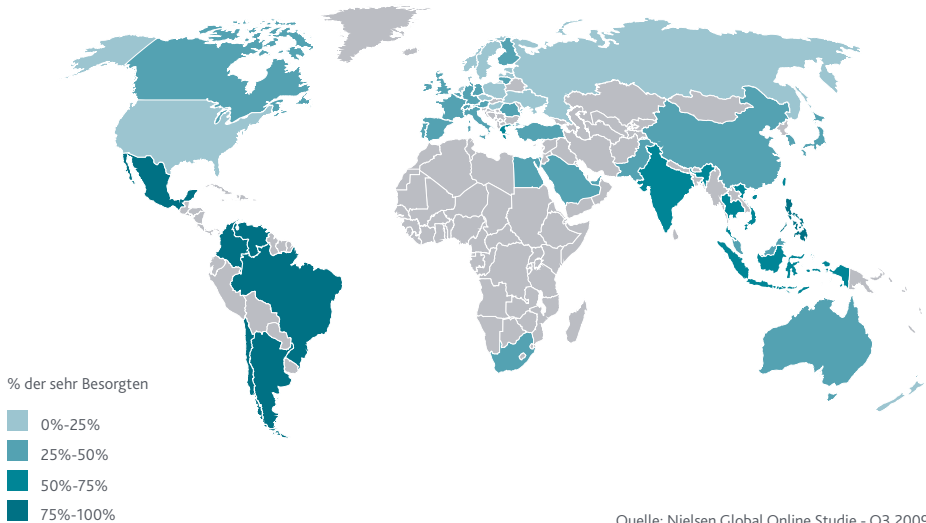 % der sehr Besorgten
0%-25%
25%-50%
50%-75%
75%-100%
Quelle: Nielsen Global Online Studie - Q3 2009